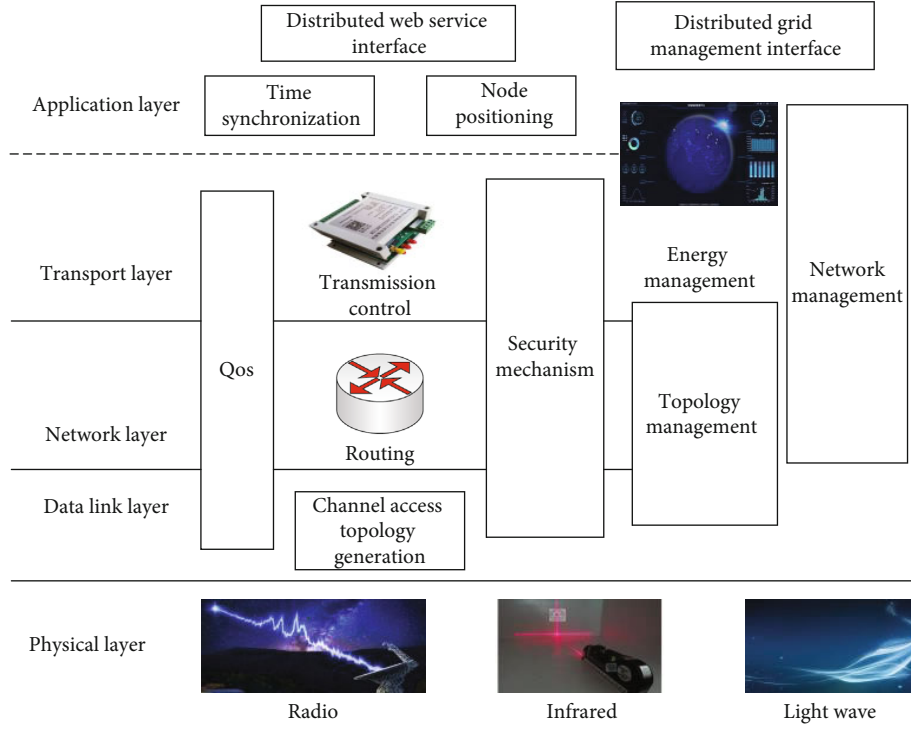 Distributed web service
interface
Distributed grid
management interface
Application layer
Time
synchronization
Node
positioning
Transport layer
Transmission
control
Energy
management
Network
management
Qos
Security
mechanism
Topology
management
Network layer
Routing
Data link layer
Channel access
topology
generation
Physical layer
Radio
Infrared
Light wave